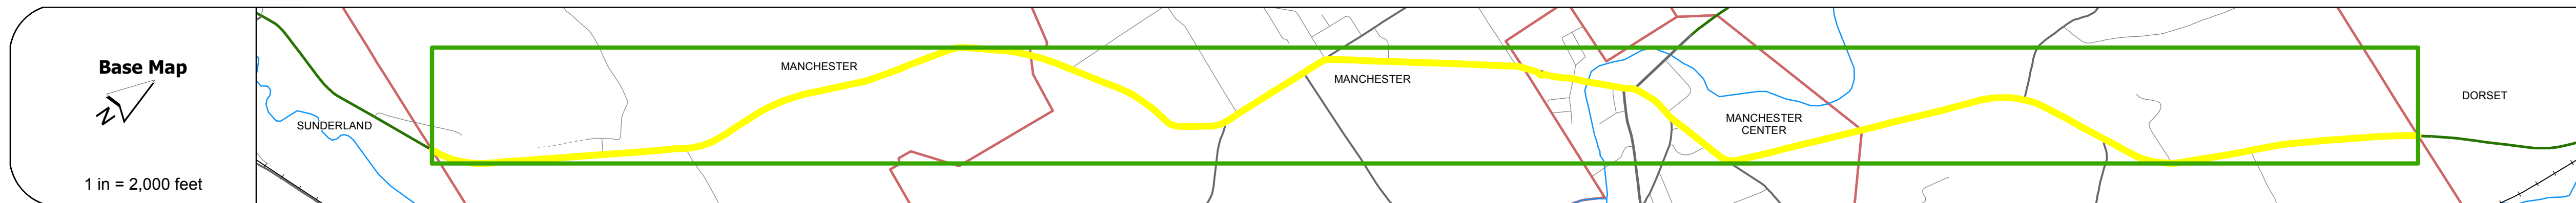 Base Map
N
1 in = 2,000 feet
SUNDERLAND
MANCHESTER
MANCHESTER
MANCHESTER
CENTER
DORSET